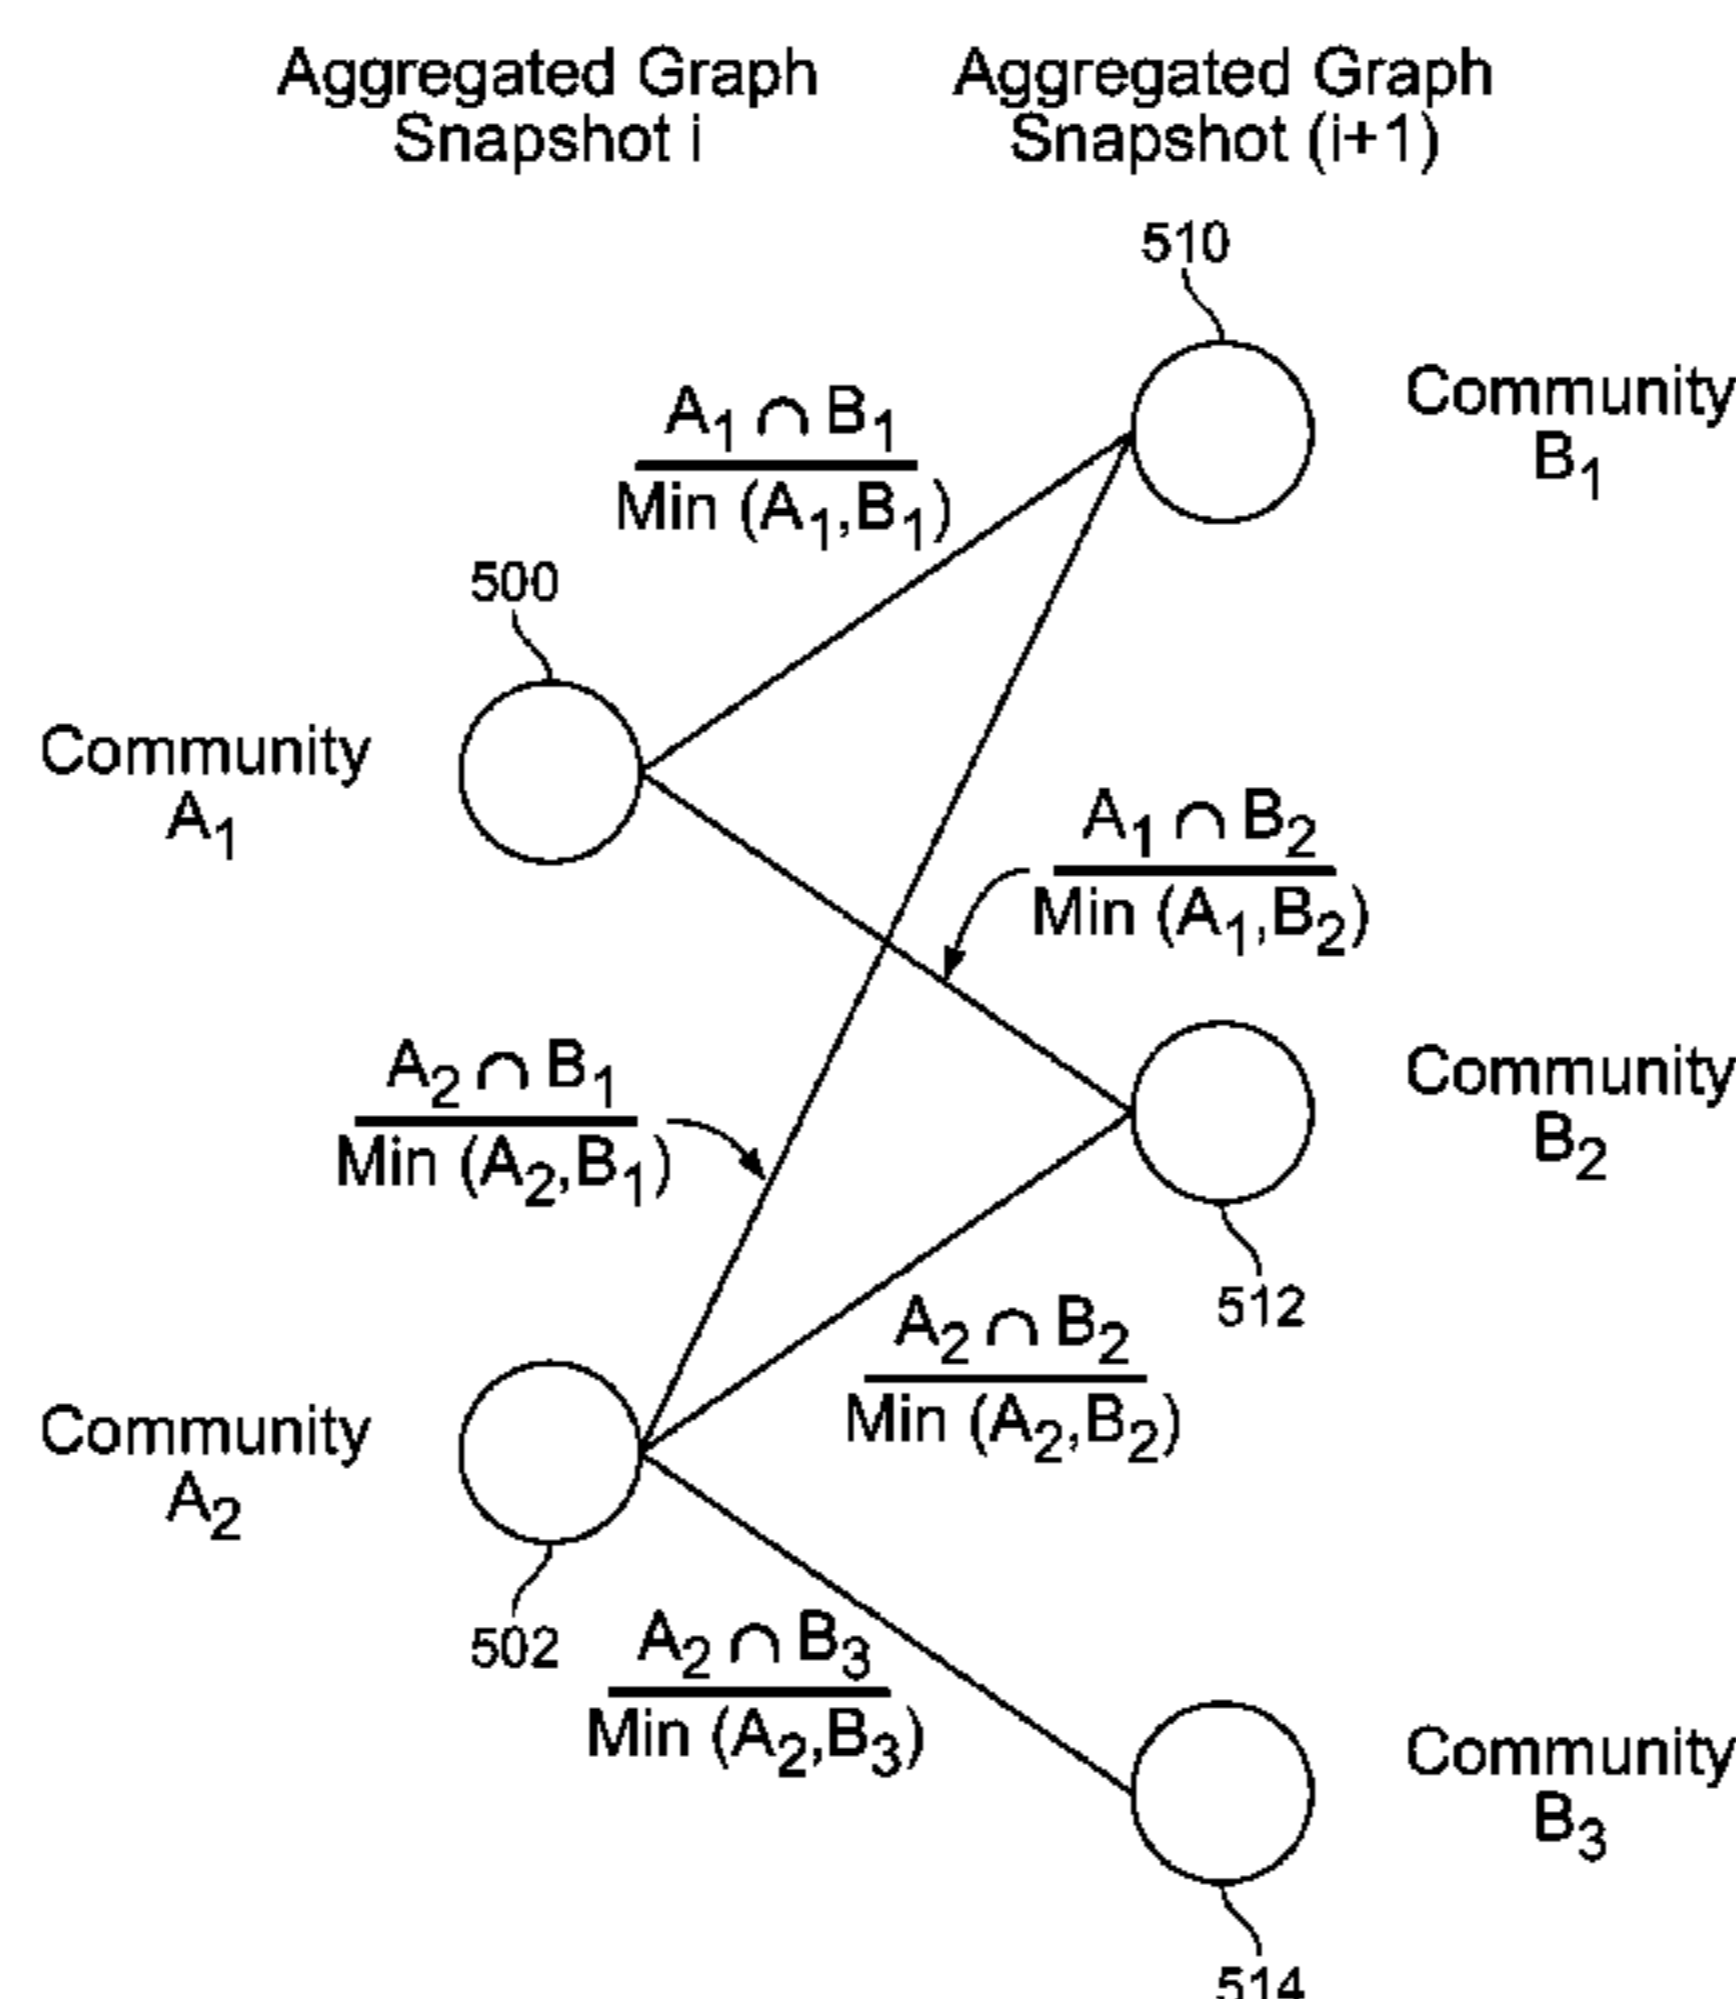 Aggregated Graph
Snapshot i
Aggregated Graph
Snapshot (i+1)
510
Community
B₁
A₁ ∩ B₁
Min (A₁,B₁)
500
Community
A₁
A₁ ∩ B₂
Min (A₁,B₂)
A₂ ∩ B₁
Min (A₂,B₁)
Community
B₂
512
A₂ ∩ B₂
Min (A₂,B₂)
Community
A₂
502
A₂ ∩ B₃
Min (A₂,B₃)
Community
B₃
514